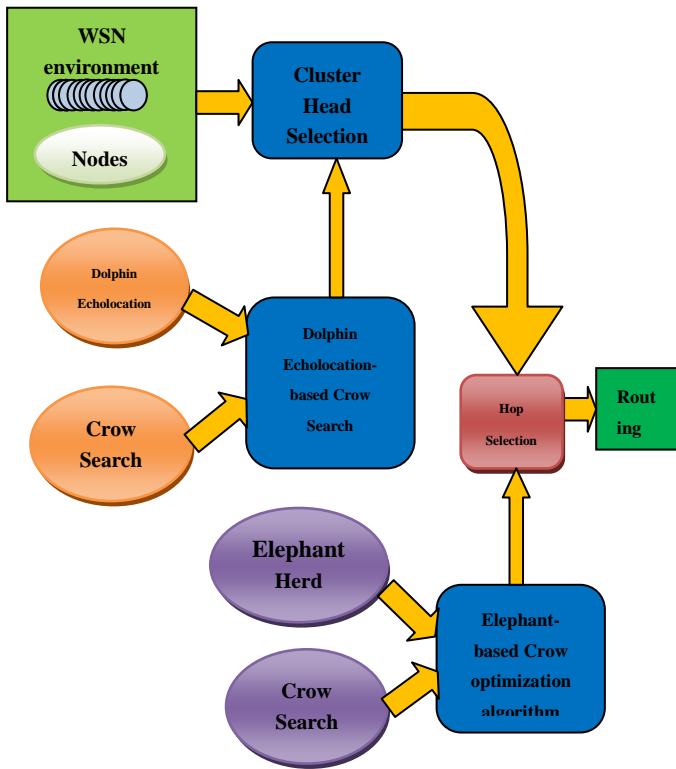 WSN
environment
Nodes
Cluster
Head
Selection
Dolphin
Echolocation
Dolphin
Echolocation-
based Crow
Search
Crow
Search
Hop
Selection
Rout
ing
Elephant
Herd
Elephant-
based Crow
optimization
algorithm
Crow
Search